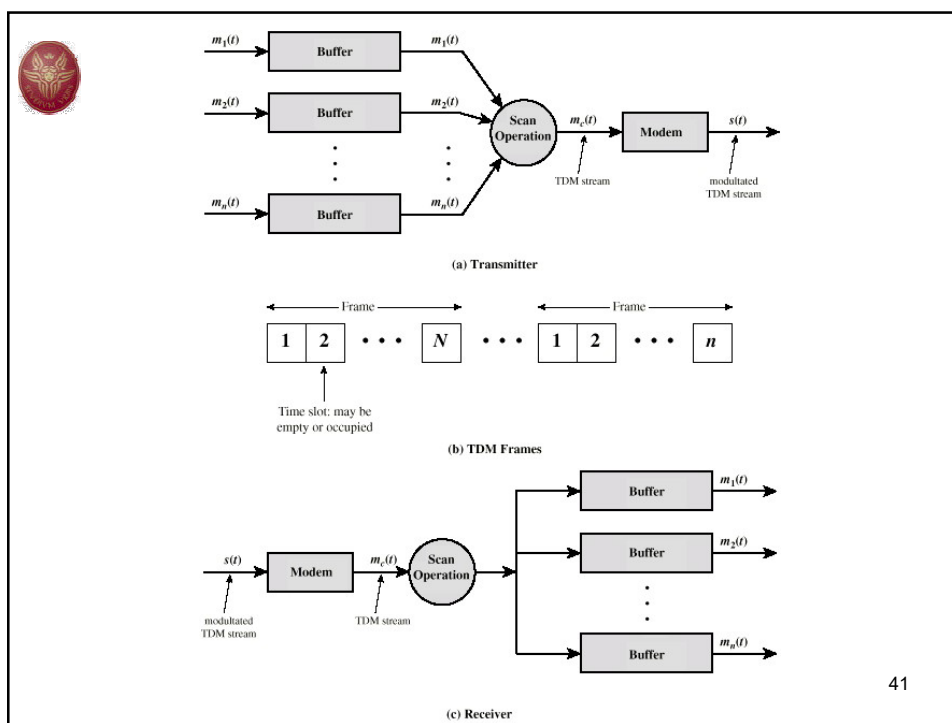 m₁(t) Buffer m₁(t)
m₂(t) Buffer m₂(t)
Scan
Operation
m_c(t) Modem s(t)
TDM stream
modultated
TDM stream
mₙ(t) Buffer mₙ(t)
(a) Transmitter
Frame Frame
1 2 • • • N • • • 1 2 • • • n
Time slot: may be
empty or occupied
(b) TDM Frames
Buffer m₁(t)
s(t) Modem m_c(t)
Scan
Operation
Buffer m₂(t)
modultated
TDM stream
TDM stream
Buffer mₙ(t)
41
(c) Receiver